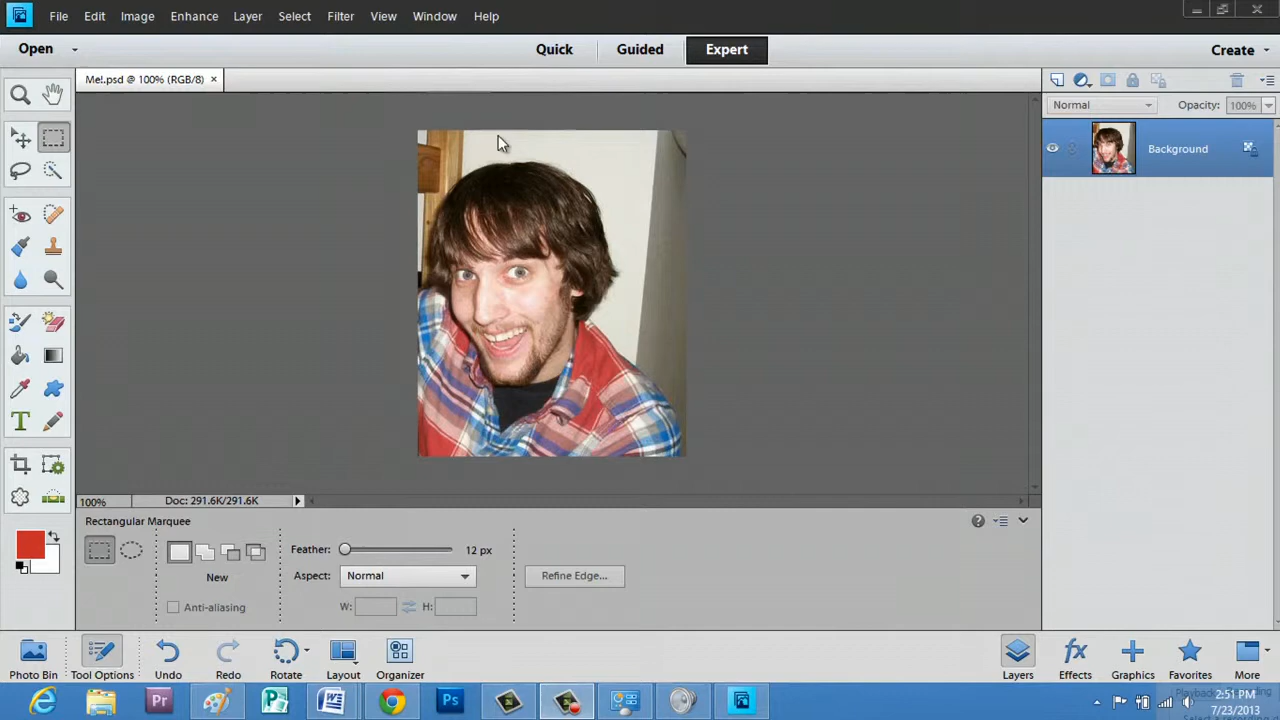 File Edit Image Enhance Layer Select Filter View Window Help
Open Quick Guided Expert Create
Me!.psd @ 100% (RGB/8) ×
Normal Opacity: 100%
Background
100% Doc: 291.6K/291.6K
Rectangular Marquee
Feather: 12 px
New Aspect: Normal Refine Edge...
Anti-aliasing W: H:
Photo Bin Tool Options Undo Redo Rotate Layout Organizer Layers Effects Graphics Favorites More
Pr W Ps
2:51 PM
7/23/2013